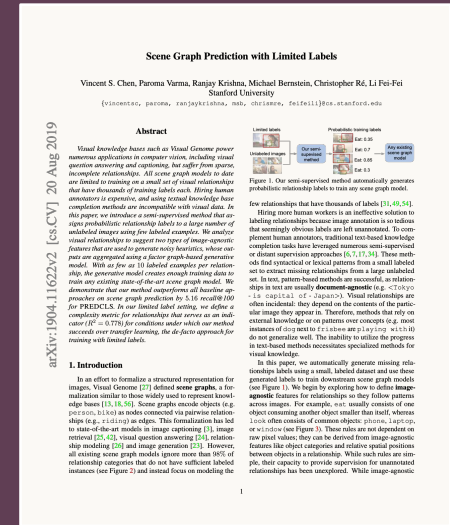 Scene Graph Prediction with Limited Labels
Vincent S. Chen, Paroma Varma, Ranjay Krishna, Michael Bernstein, Christopher Ré, Li Fei-Fei
Stanford University
{vincentsc, paroma, ranjaykrishna, msb, chrismre, feifeili}@cs.stanford.edu
arXiv:1904.11622v2 [cs.CV] 20 Aug 2019
Abstract
Visual knowledge bases such as Visual Genome power
numerous applications in computer vision, including visual
question answering and captioning, but suffer from sparse,
incomplete relationships. All scene graph models to date
are limited to training on a small set of visual relationships
that have thousands of training labels each. Hiring human
annotators is expensive, and using textual knowledge base
completion methods are incompatible with visual data. In
this paper, we introduce a semi-supervised method that as-
signs probabilistic relationship labels to a large number of
unlabeled images using few labeled examples. We analyze
visual relationships to suggest two types of image-agnostic
features that are used to generate noisy heuristics, whose out-
puts are aggregated using a factor graph-based generative
model. With as few as 10 labeled examples per relation-
ship, the generative model creates enough training data to
train any existing state-of-the-art scene graph model. We
demonstrate that our method outperforms all baseline ap-
proaches on scene graph prediction by 5.16 recall@100
for PREDCLS. In our limited label setting, we define a
complexity metric for relationships that serves as an indi-
cator (R² = 0.778) for conditions under which our method
succeeds over transfer learning, the de-facto approach for
training with limited labels.
1. Introduction
In an effort to formalize a structured representation for
images, Visual Genome [27] defined scene graphs, a for-
malization similar to those widely used to represent knowl-
edge bases [13,18,56]. Scene graphs encode objects (e.g.
person, bike) as nodes connected via pairwise relation-
ships (e.g., riding) as edges. This formalization has led
to state-of-the-art models in image captioning [3], image
retrieval [25,42], visual question answering [24], relation-
ship modeling [26] and image generation [23]. However,
all existing scene graph models ignore more than 98% of
relationship categories that do not have sufficient labeled
instances (see Figure 2) and instead focus on modeling the
Limited labels
Unlabeled images
Our semi-
supervised
method
Probabilistic training labels
Eat: 0.35
Eat: 0.7
Eat: 0.85
Eat: 0.3
Any existing
scene graph
model
Figure 1. Our semi-supervised method automatically generates
probabilistic relationship labels to train any scene graph model.
few relationships that have thousands of labels [31,49,54].
Hiring more human workers is an ineffective solution to
labeling relationships because image annotation is so tedious
that seemingly obvious labels are left unannotated. To com-
plement human annotators, traditional text-based knowledge
completion tasks have leveraged numerous semi-supervised
or distant supervision approaches [6,7,17,34]. These meth-
ods find syntactical or lexical patterns from a small labeled
set to extract missing relationships from a large unlabeled
set. In text, pattern-based methods are successful, as relation-
ships in text are usually document-agnostic (e.g. <Tokyo
- is capital of - Japan>). Visual relationships are
often incidental: they depend on the contents of the partic-
ular image they appear in. Therefore, methods that rely on
external knowledge or on patterns over concepts (e.g. most
instances of dog next to frisbee are playing with it)
do not generalize well. The inability to utilize the progress
in text-based methods necessitates specialized methods for
visual knowledge.
In this paper, we automatically generate missing rela-
tionships labels using a small, labeled dataset and use these
generated labels to train downstream scene graph models
(see Figure 1). We begin by exploring how to define image-
agnostic features for relationships so they follow patterns
across images. For example, eat usually consists of one
object consuming another object smaller than itself, whereas
look often consists of common objects: phone, laptop,
or window (see Figure 3). These rules are not dependent on
raw pixel values; they can be derived from image-agnostic
features like object categories and relative spatial positions
between objects in a relationship. While such rules are sim-
ple, their capacity to provide supervision for unannotated
relationships has been unexplored. While image-agnostic
1